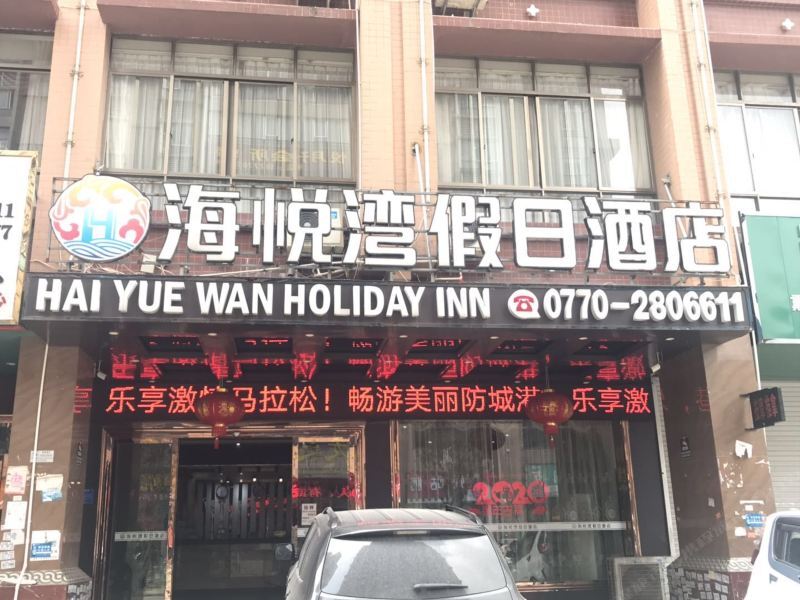 海悦湾假日酒店
HAI YUE WAN HOLIDAY INN 0770-2806611
乐享激情马拉松！畅游美丽防城港 乐享激
2020